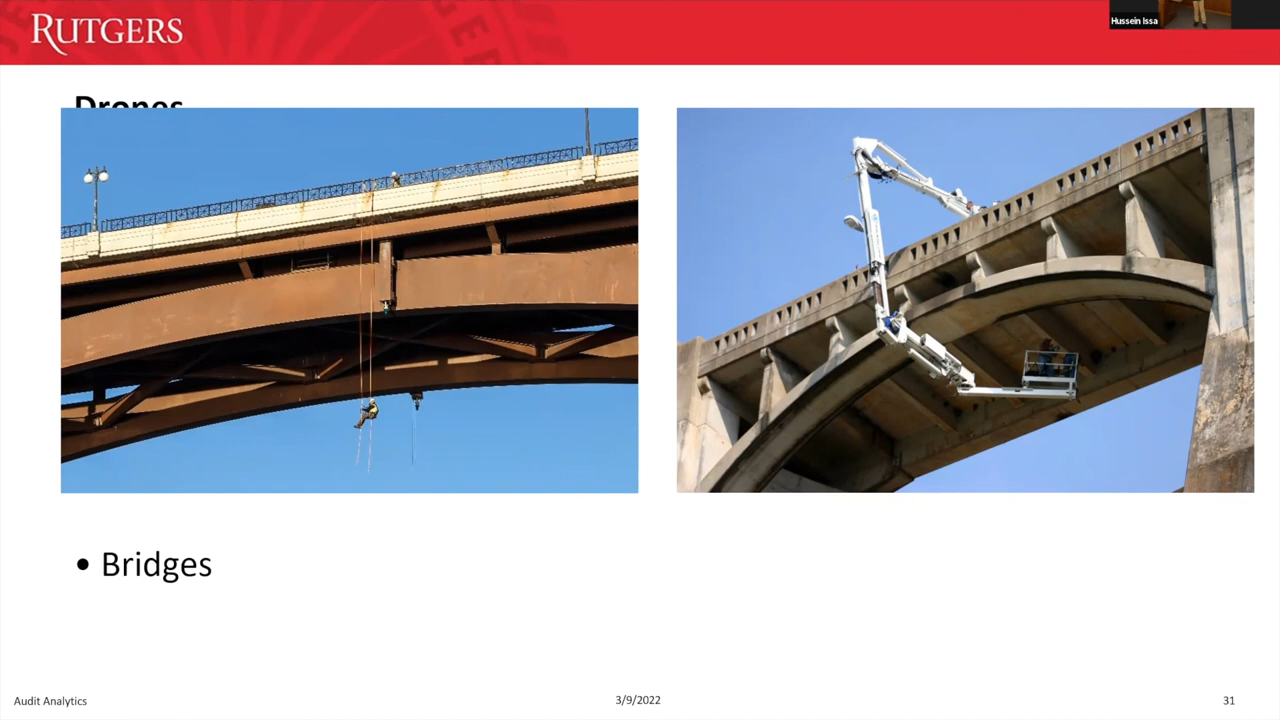 RUTGERS
Hussein Issa
Drones
• Bridges
Audit Analytics
3/9/2022
31